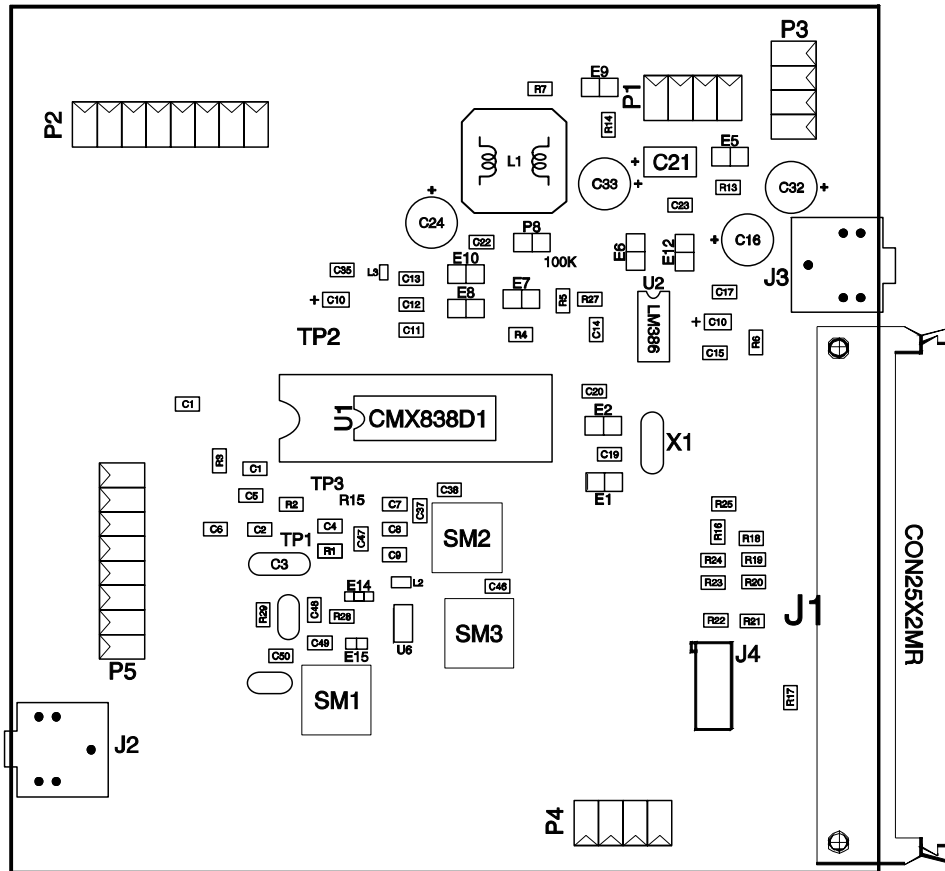 P3
E9
R7
P1
P2
R14
E5
+
C21
L1
C33
+
R13
C32
+
+
C24
C23
P8
C22
100K
E6
E12
+
C16
J3
E10
C35
L3
C13
U2
E8
E7
C17
+
C10
C12
R5
R27
LM386
+
C10
TP2
C11
R4
C14
R6
C15
C20
C1
U1
CMX838D1
E2
X1
R3
C1
C19
TP3
E1
C5
R15
C38
R2
C7
C37
R25
C6
C2
C4
C8
SM2
R16
R18
TP1
C47
CON25X2MR
R1
C9
C3
R24
R19
L2
E14
C46
R23
R20
R29
C48
R28
J1
SM3
R22
R21
C49
E15
U6
J4
C50
P5
SM1
R17
J2
P4